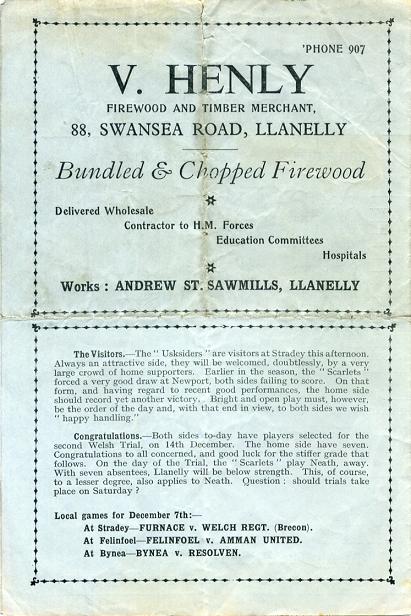 'PHONE 907
V. HENLY
FIREWOOD AND TIMBER MERCHANT,
88, SWANSEA ROAD, LLANELLY
Bundled & Chopped Firewood
Delivered Wholesale
Contractor to H.M. Forces
Education Committees
Hospitals
Works : ANDREW ST. SAWMILLS, LLANELLY
The Visitors.—The " Usksiders " are visitors at Stradey this afternoon.
Always an attractive side, they will be welcomed, doubtlessly, by a very
large crowd of home supporters. Earlier in the season, the " Scarlets "
forced a very good draw at Newport, both sides failing to score. On that
form, and having regard to recent good performances, the home side
should record yet another victory. Bright and open play must, however,
be the order of the day and, with that end in view, to both sides we wish
" happy handling."
Congratulations.—Both sides to-day have players selected for the
second Welsh Trial, on 14th December. The home side have seven.
Congratulations to all concerned, and good luck for the stiffer grade that
follows. On the day of the Trial, the " Scarlets " play Neath, away.
With seven absentees, Llanelly will be below strength. This, of course,
to a lesser degree, also applies to Neath. Question : should trials take
place on Saturday ?
Local games for December 7th:—
At Stradey—FURNACE v. WELCH REGT. (Brecon).
At Felinfoel—FELINFOEL v. AMMAN UNITED.
At Bynea—BYNEA v. RESOLVEN.